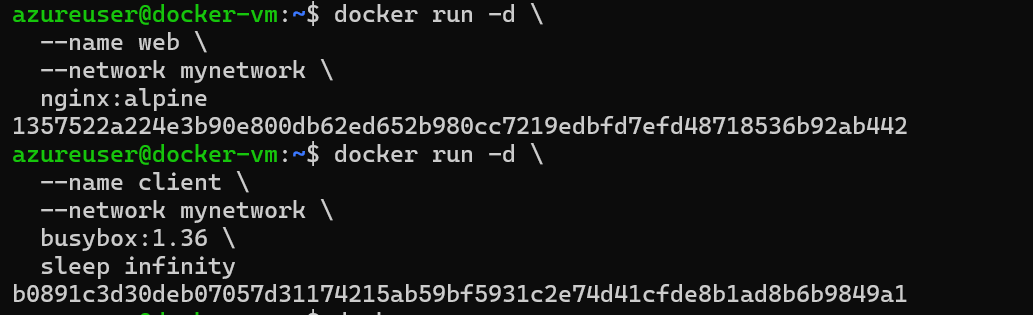 azureuser@docker-vm:~$ docker run -d \
--name web \
--network mynetwork \
nginx:alpine
1357522a224e3b90e800db62ed652b980cc7219edbfd7efd48718536b92ab442
azureuser@docker-vm:~$ docker run -d \
--name client \
--network mynetwork \
busybox:1.36 \
sleep infinity
b0891c3d30deb07057d31174215ab59bf5931c2e74d41cfde8b1ad8b6b9849a1